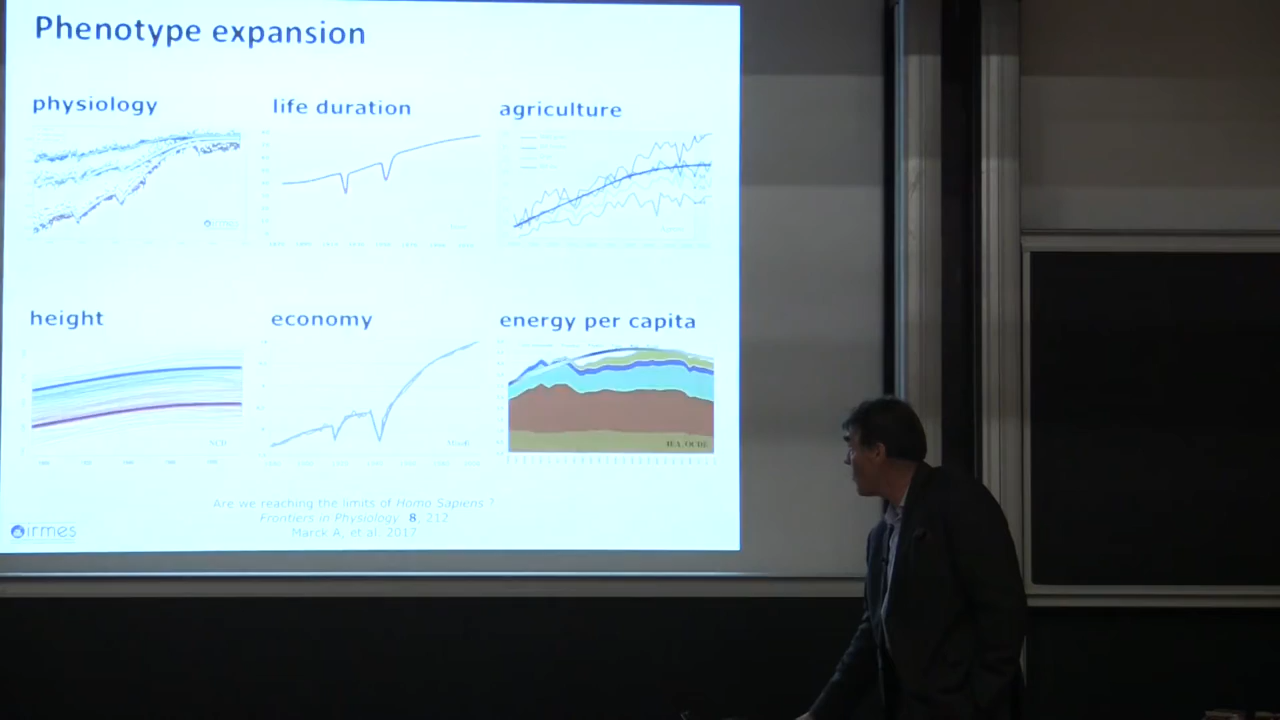 Phenotype expansion
physiology
life duration
agriculture
irmes
height
economy
energy per capita
IEA, OCDE
Are we reaching the limits of Homo Sapiens ?
Frontiers in Physiology 8, 212
Marck A, et al. 2017
irmes